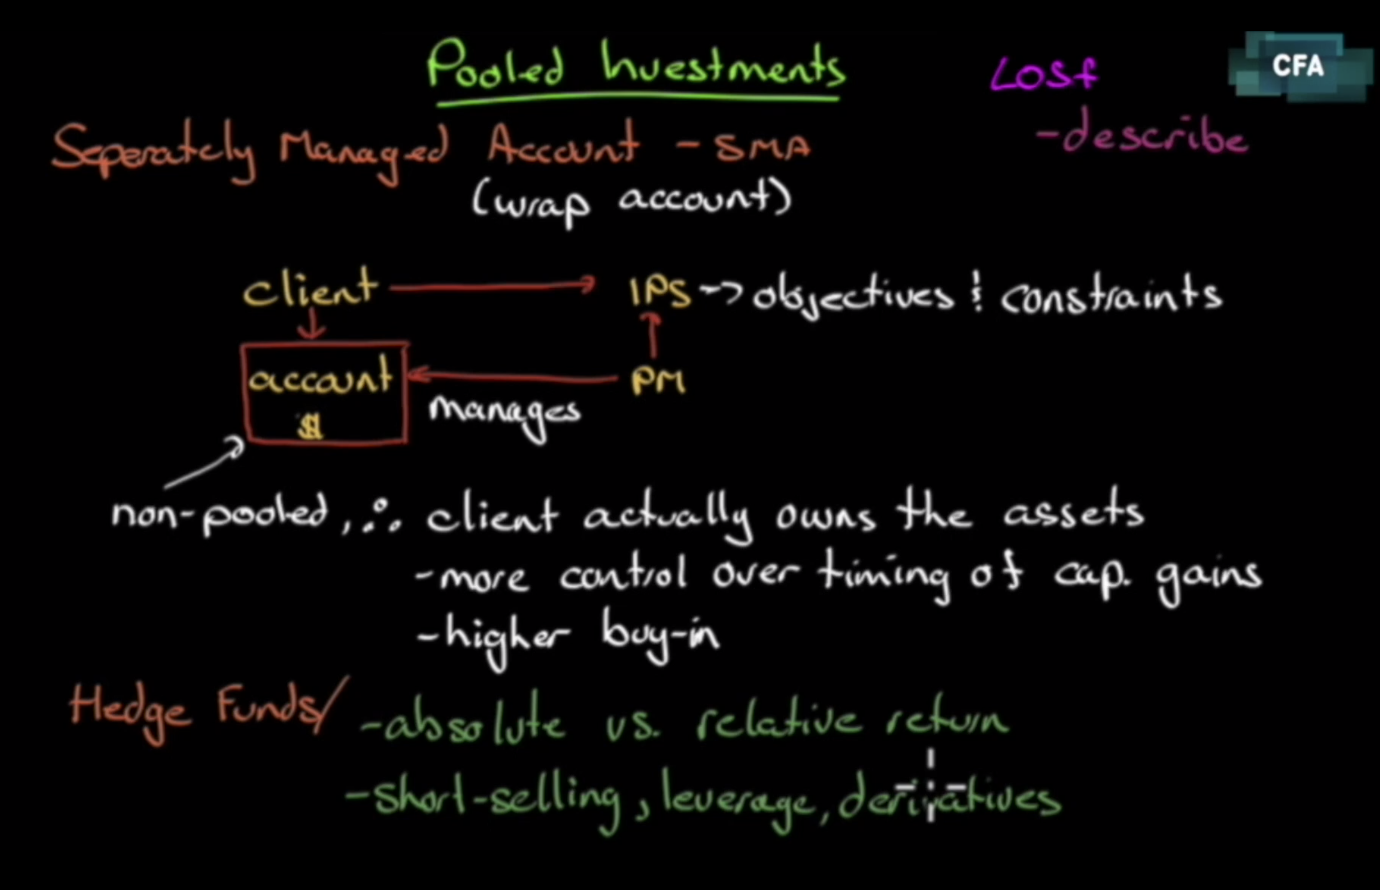 Pooled Investments
LOS f
CFA
- describe
Seperately Managed Account - SMA
(wrap account)
client → IPS -> objectives & constraints
account
$
PM
manages
non-pooled, ∴ client actually owns the assets
- more control over timing of cap. gains
- higher buy-in
Hedge Funds/ - absolute vs. relative return
- short-selling, leverage, derivatives